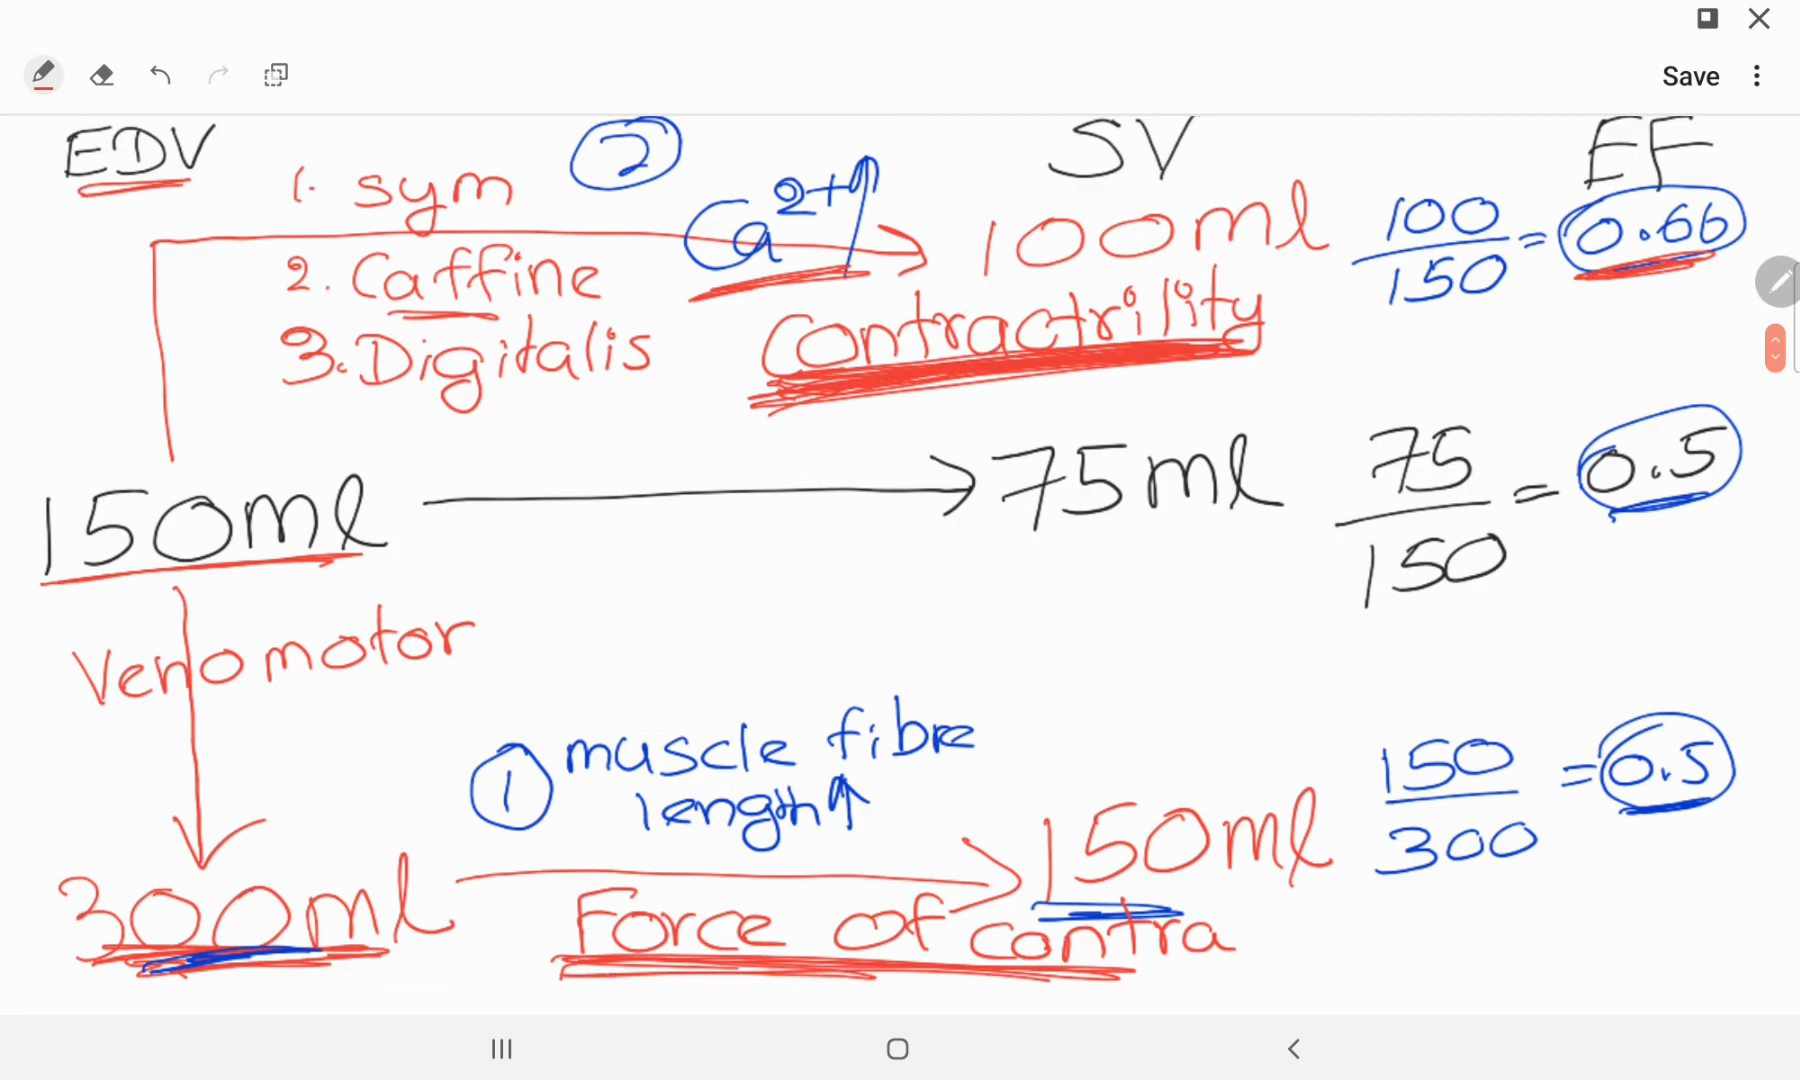 Save
EDV
SV
EF
1. sym
2
Ca2+↑
100ml
100/150 = 0.66
2. Caffine
3. Digitalis
Contractrility
150ml
75ml
75/150 = 0.5
Venomotor
1
muscle fibre
length↑
150ml
150/300 = 0.5
300ml
Force of contra